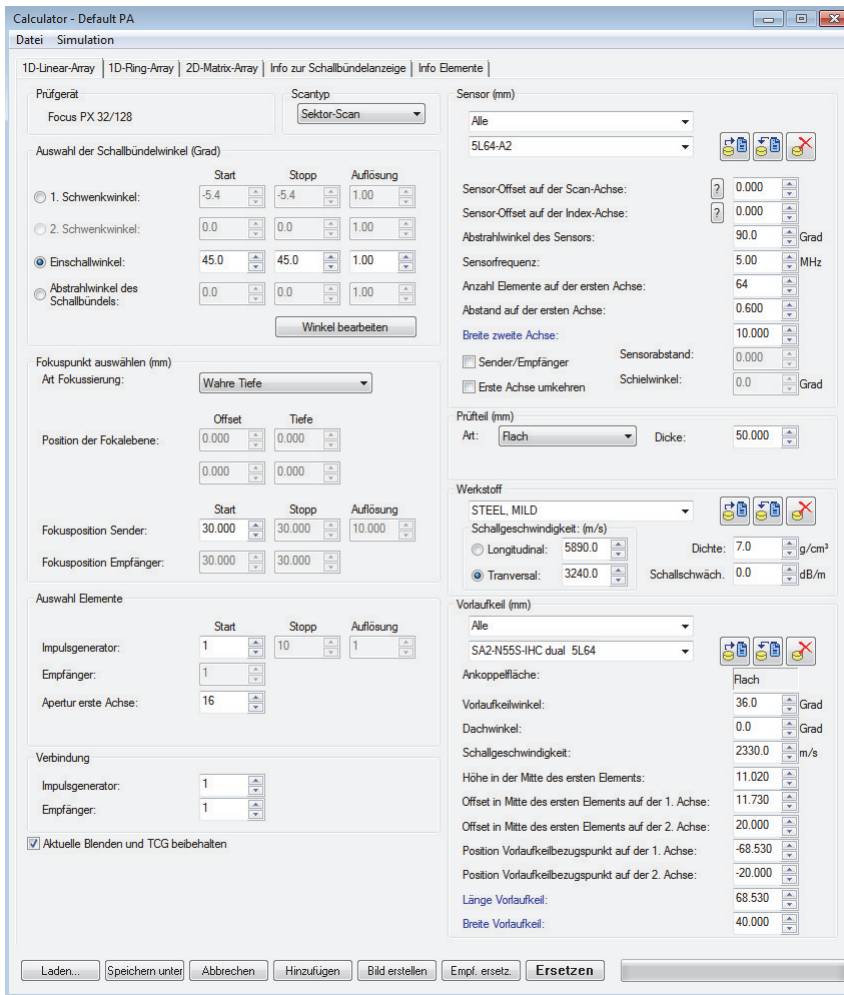 Calculator - Default PA
Datei Simulation
1D-Linear-Array 1D-Ring-Array 2D-Matrix-Array Info zur Schallbündelanzeige Info Elemente
Prüfgerät
Focus PX 32/128
Scantyp
Sektor-Scan
Auswahl der Schallbündelwinkel (Grad)
Start Stopp Auflösung
1. Schwenkwinkel: -5.4 -5.4 1.00
2. Schwenkwinkel: 0.0 0.0 1.00
Einschallwinkel: 45.0 45.0 1.00
Abstrahlwinkel des Schallbündels: 0.0 0.0 1.00
Winkel bearbeiten
Fokuspunkt auswählen (mm)
Art Fokussierung: Wahre Tiefe
Offset Tiefe
Position der Fokalebene: 0.000 0.000
0.000 0.000
Start Stopp Auflösung
Fokusposition Sender: 30.000 30.000 10.000
Fokusposition Empfänger: 30.000 30.000
Auswahl Elemente
Start Stopp Auflösung
Impulsgenerator: 1 10 1
Empfänger: 1
Apertur erste Achse: 16
Verbindung
Impulsgenerator: 1
Empfänger: 1
Aktuelle Blenden und TCG beibehalten
Sensor (mm)
Alle
5L64-A2
Sensor-Offset auf der Scan-Achse: ? 0.000
Sensor-Offset auf der Index-Achse: ? 0.000
Abstrahlwinkel des Sensors: 90.0 Grad
Sensorfrequenz: 5.00 MHz
Anzahl Elemente auf der ersten Achse: 64
Abstand auf der ersten Achse: 0.600
Breite zweite Achse: 10.000
Sender/Empfänger Sensorabstand: 0.000
Erste Achse umkehren Schielwinkel: 0.0 Grad
Prüfteil (mm)
Art: Flach Dicke: 50.000
Werkstoff
STEEL, MILD
Schallgeschwindigkeit: (m/s)
Longitudinal: 5890.0 Dichte: 7.0 g/cm³
Tranversal: 3240.0 Schallschwäch. 0.0 dB/m
Vorlaufkeil (mm)
Alle
SA2-N55S-IHC dual 5L64
Ankoppelfläche: Flach
Vorlaufkeilwinkel: 36.0 Grad
Dachwinkel: 0.0 Grad
Schallgeschwindigkeit: 2330.0 m/s
Höhe in der Mitte des ersten Elements: 11.020
Offset in Mitte des ersten Elements auf der 1. Achse: 11.730
Offset in Mitte des ersten Elements auf der 2. Achse: 20.000
Position Vorlaufkeilbezugspunkt auf der 1. Achse: -68.530
Position Vorlaufkeilbezugspunkt auf der 2. Achse: -20.000
Länge Vorlaufkeil: 68.530
Breite Vorlaufkeil: 40.000
Laden... Speichern unter Abbrechen Hinzufügen Bild erstellen Empf. ersetz. Ersetzen